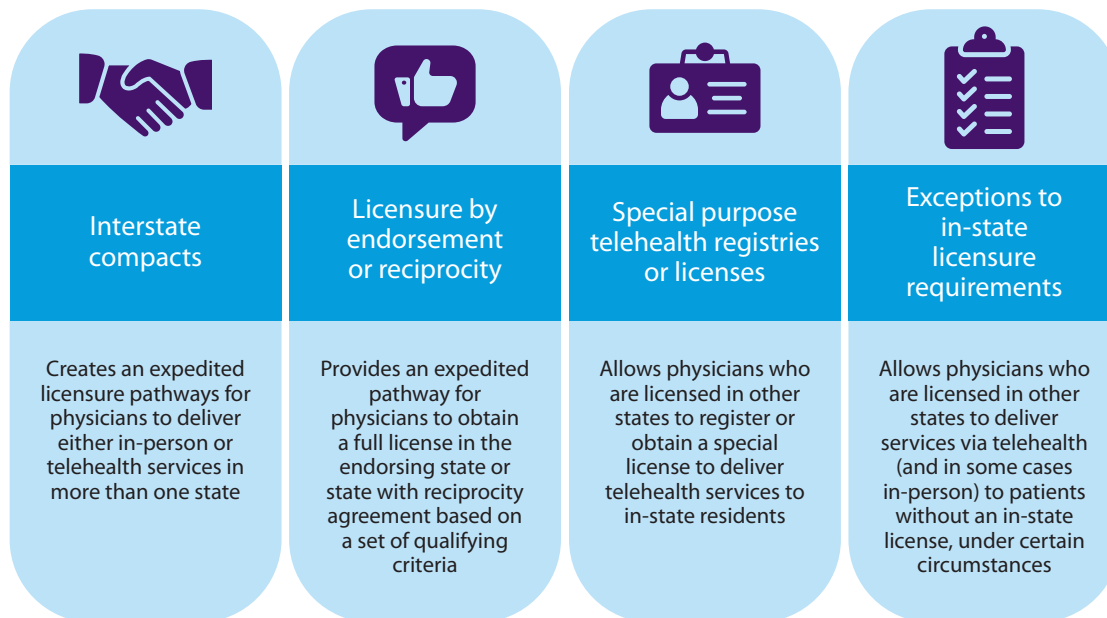 Interstate
compacts
Creates an expedited
licensure pathways for
physicians to deliver
either in-person or
telehealth services in
more than one state
Licensure by
endorsement
or reciprocity
Provides an expedited
pathway for
physicians to obtain
a full license in the
endorsing state or
state with reciprocity
agreement based on
a set of qualifying
criteria
Special purpose
telehealth registries
or licenses
Allows physicians who
are licensed in other
states to register or
obtain a special
license to deliver
telehealth services to
in-state residents
Exceptions to
in-state
licensure
requirements
Allows physicians who
are licensed in other
states to deliver
services via telehealth
(and in some cases
in-person) to patients
without an in-state
license, under certain
circumstances